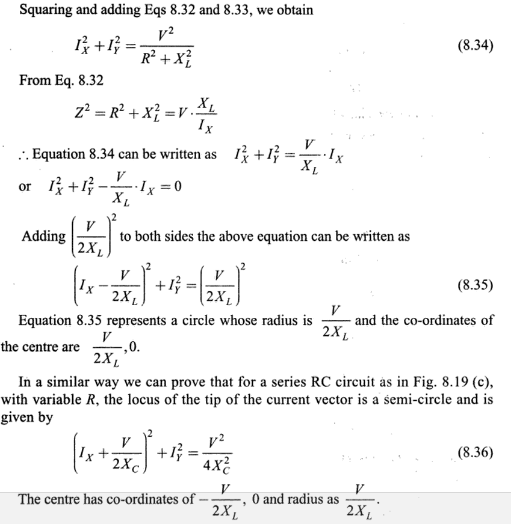 Squaring and adding Eqs 8.32 and 8.33, we obtain
I_X^2 + I_Y^2 = V^2 / (R^2 + X_L^2) (8.34)
From Eq. 8.32
Z^2 = R^2 + X_L^2 = V · X_L / I_X
∴ Equation 8.34 can be written as I_X^2 + I_Y^2 = V / X_L · I_X
or I_X^2 + I_Y^2 − V / X_L · I_X = 0
Adding (V / 2X_L)^2 to both sides the above equation can be written as
(I_X − V / 2X_L)^2 + I_Y^2 = (V / 2X_L)^2 (8.35)
Equation 8.35 represents a circle whose radius is V / 2X_L and the co-ordinates of
the centre are V / 2X_L, 0.
In a similar way we can prove that for a series RC circuit as in Fig. 8.19 (c),
with variable R, the locus of the tip of the current vector is a semi-circle and is
given by
(I_X + V / 2X_C)^2 + I_Y^2 = V^2 / 4X_C^2 (8.36)
The centre has co-ordinates of − V / 2X_L, 0 and radius as V / 2X_L.